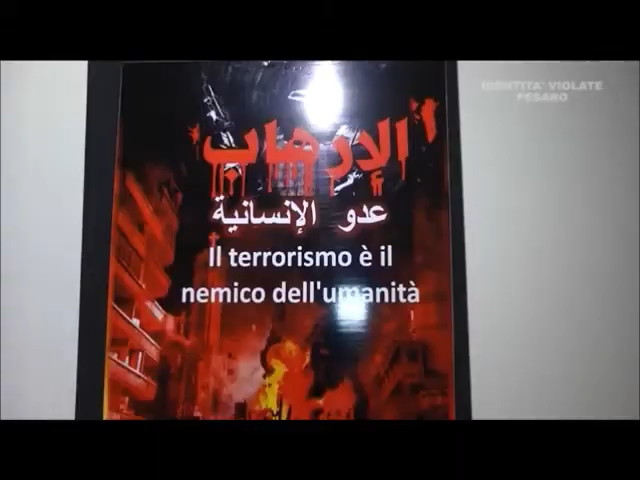 IDENTITA' VIOLATE
PESARO
"الإرهاب"
عدو الإنسانية
Il terrorismo è il
nemico dell'umanità